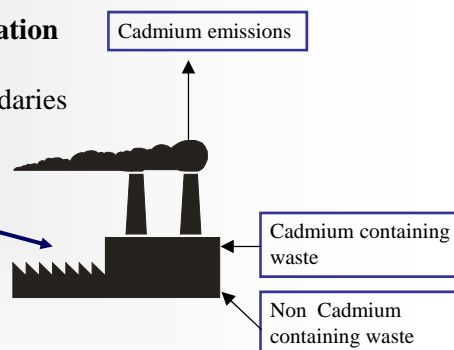 ation
daries
Cadmium emissions
Cadmium containing
waste
Non Cadmium
containing waste